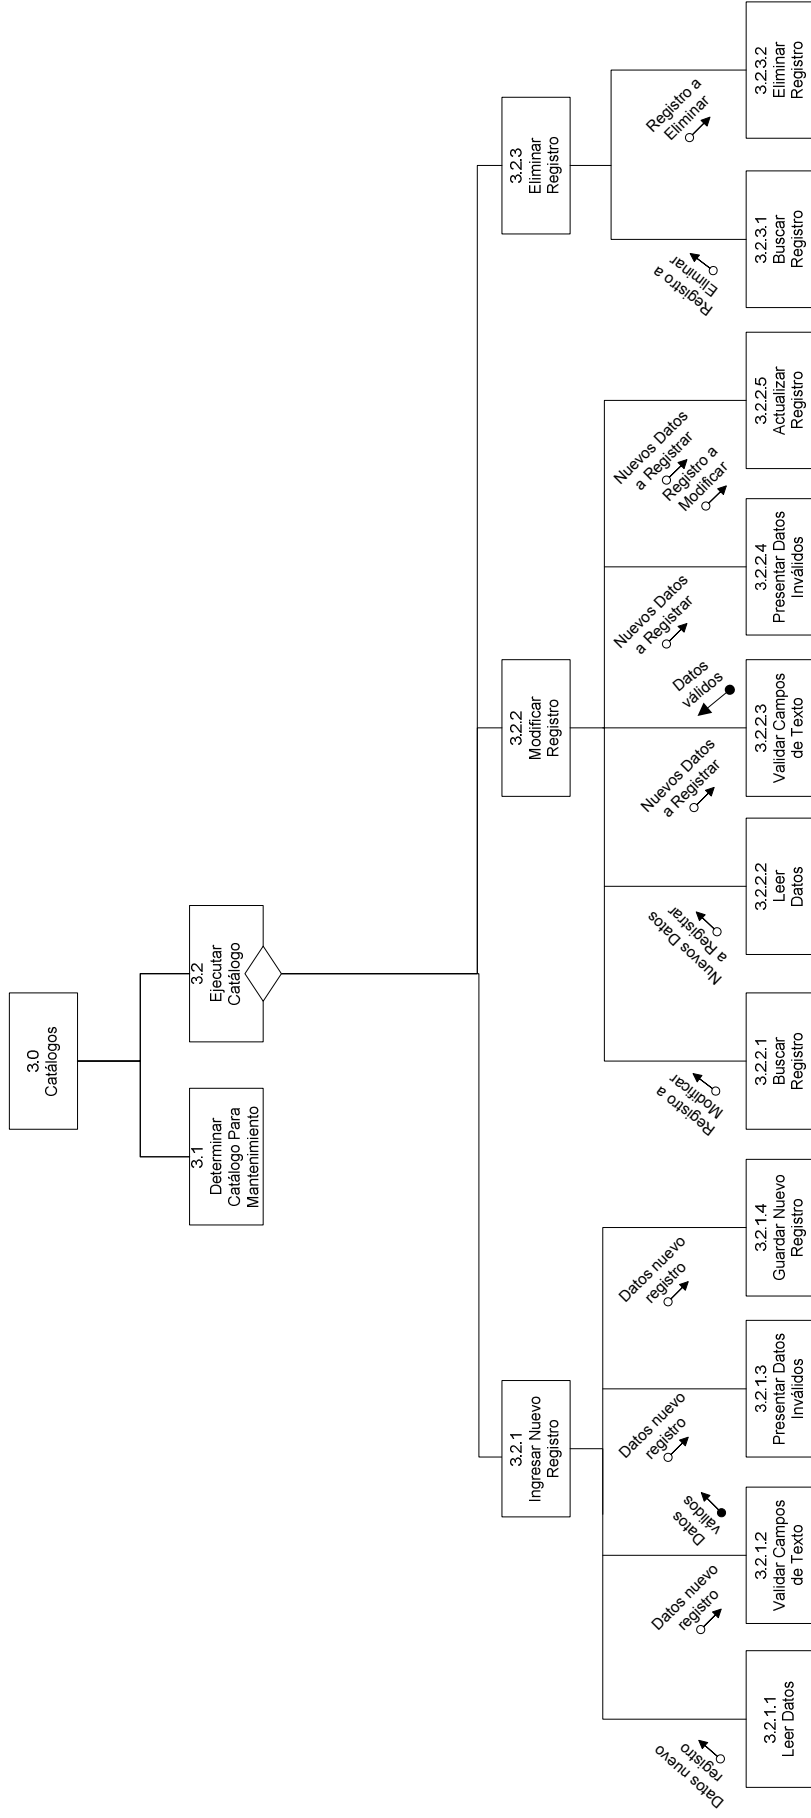 3.0
Catálogos
3.1
Determinar
Catálogo Para
Mantenimiento
3.2
Ejecutar
Catálogo
3.2.1
Ingresar Nuevo
Registro
3.2.2
Modificar
Registro
3.2.3
Eliminar
Registro
Datos nuevo
registro
Datos nuevo
registro
Datos
válidos
Datos nuevo
registro
Datos nuevo
registro
Registro a
Modificar
Nuevos Datos
a Registrar
Nuevos Datos
a Registrar
Datos
válidos
Nuevos Datos
a Registrar
Nuevos Datos
a Registrar
Registro a
Modificar
Registro a
Eliminar
Registro a
Eliminar
3.2.1.1
Leer Datos
3.2.1.2
Validar Campos
de Texto
3.2.1.3
Presentar Datos
Inválidos
3.2.1.4
Guardar Nuevo
Registro
3.2.2.1
Buscar
Registro
3.2.2.2
Leer
Datos
3.2.2.3
Validar Campos
de Texto
3.2.2.4
Presentar Datos
Inválidos
3.2.2.5
Actualizar
Registro
3.2.3.1
Buscar
Registro
3.2.3.2
Eliminar
Registro